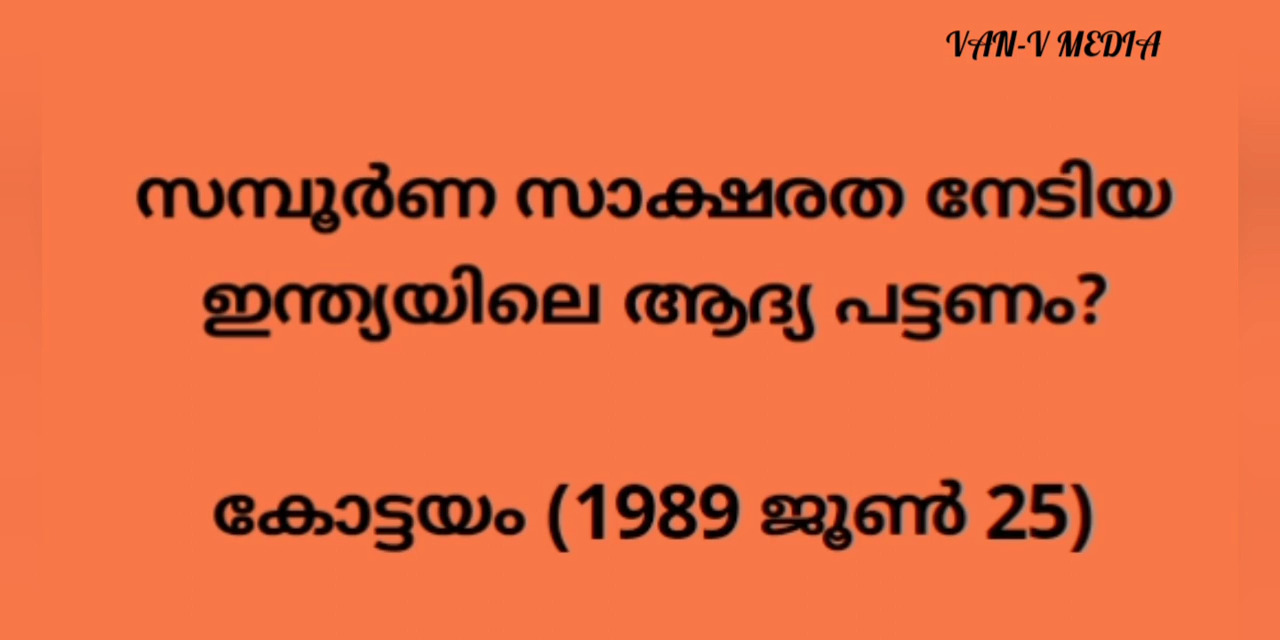 VAN-V MEDIA
സമ്പൂർണ സാക്ഷരത നേടിയ
ഇന്ത്യയിലെ ആദ്യ പട്ടണം?
കോട്ടയം (1989 ജൂൺ 25)